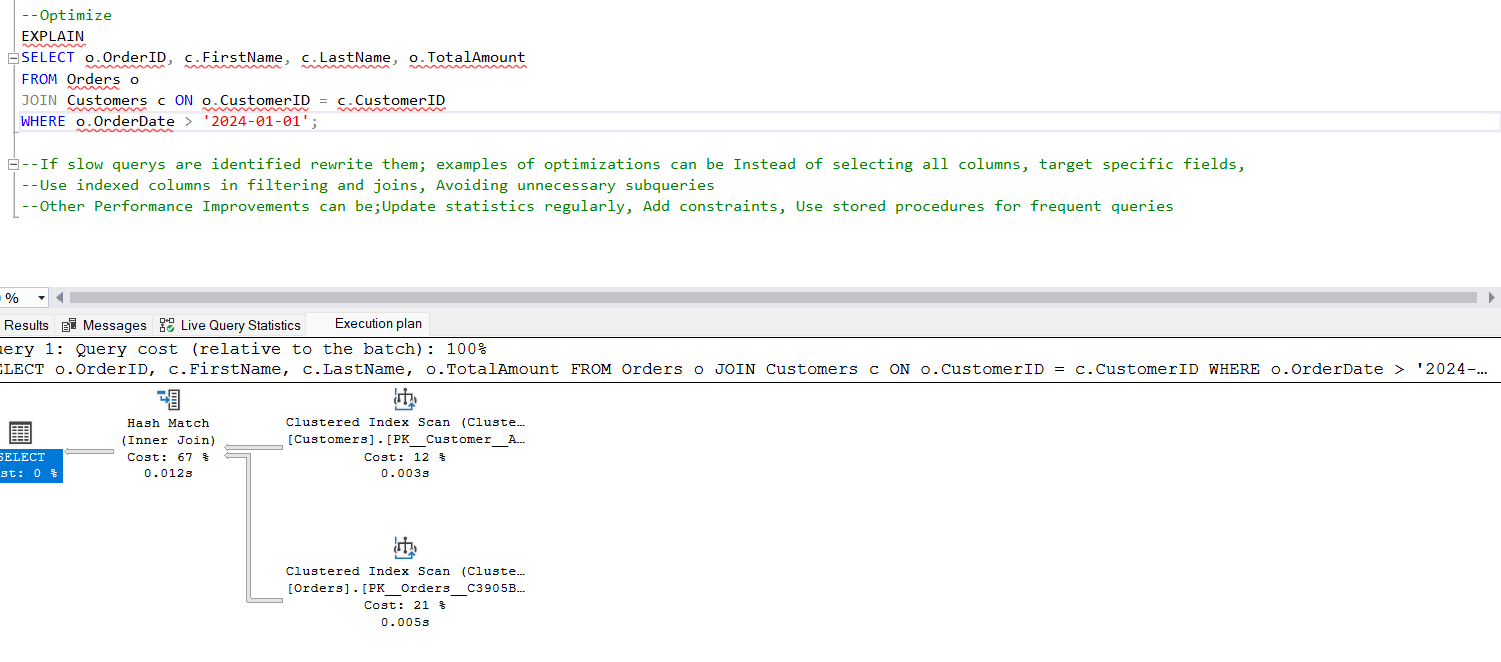 --Optimize
EXPLAIN
SELECT o.OrderID, c.FirstName, c.LastName, o.TotalAmount
FROM Orders o
JOIN Customers c ON o.CustomerID = c.CustomerID
WHERE o.OrderDate > '2024-01-01';
--If slow querys are identified rewrite them; examples of optimizations can be Instead of selecting all columns, target specific fields,
--Use indexed columns in filtering and joins, Avoiding unnecessary subqueries
--Other Performance Improvements can be;Update statistics regularly, Add constraints, Use stored procedures for frequent queries
%
Results Messages Live Query Statistics Execution plan
uery 1: Query cost (relative to the batch): 100%
ELECT o.OrderID, c.FirstName, c.LastName, o.TotalAmount FROM Orders o JOIN Customers c ON o.CustomerID = c.CustomerID WHERE o.OrderDate > '2024-…
SELECT
st: 0 %
Hash Match
(Inner Join)
Cost: 67 %
0.012s
Clustered Index Scan (Cluste…
[Customers].[PK__Customer__A…
Cost: 12 %
0.003s
Clustered Index Scan (Cluste…
[Orders].[PK__Orders__C3905B…
Cost: 21 %
0.005s